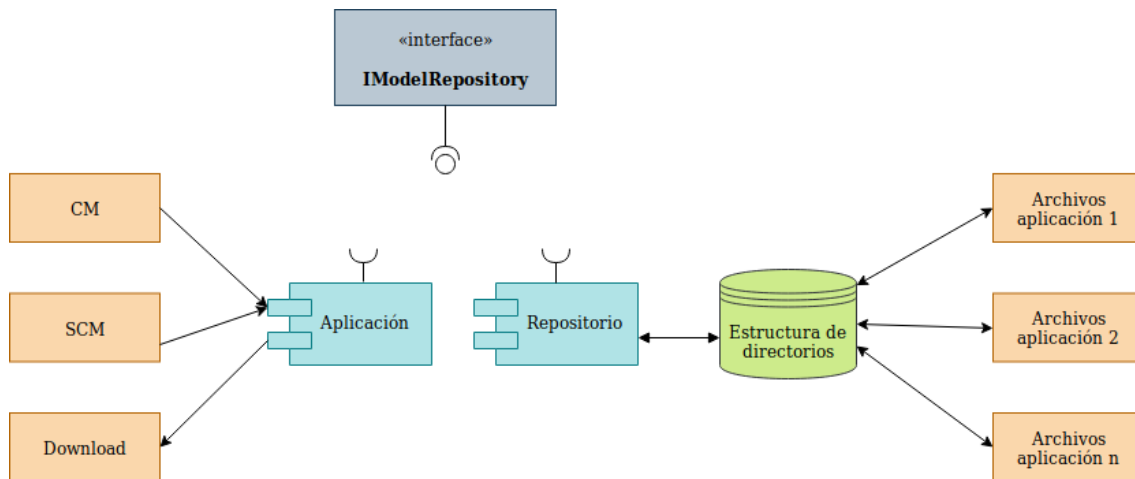 «interface»
IModelRepository
CM
SCM
Download
Aplicación
Repositorio
Estructura de
directorios
Archivos
aplicación 1
Archivos
aplicación 2
Archivos
aplicación n